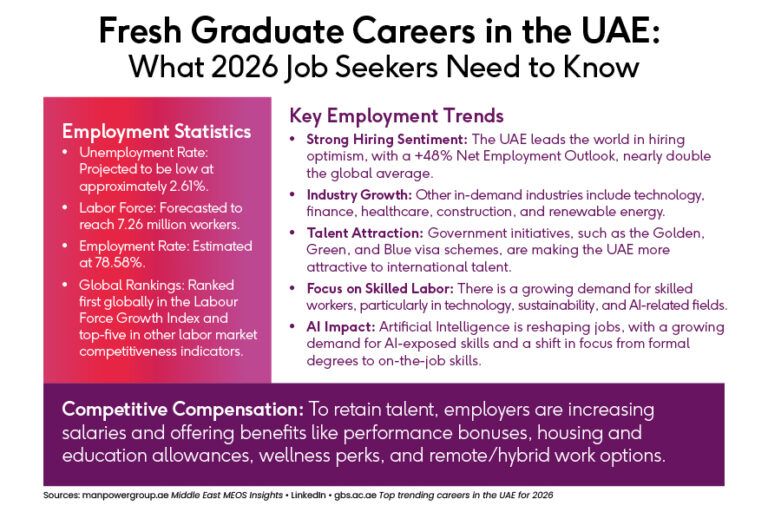 Fresh Graduate Careers in the UAE:
What 2026 Job Seekers Need to Know
Employment Statistics
• Unemployment Rate:
Projected to be low at
approximately 2.61%.
• Labor Force: Forecasted to
reach 7.26 million workers.
• Employment Rate: Estimated
at 78.58%.
• Global Rankings: Ranked
first globally in the Labour
Force Growth Index and
top-five in other labor market
competitiveness indicators.
Key Employment Trends
• Strong Hiring Sentiment: The UAE leads the world in hiring
optimism, with a +48% Net Employment Outlook, nearly double
the global average.
• Industry Growth: Other in-demand industries include technology,
finance, healthcare, construction, and renewable energy.
• Talent Attraction: Government initiatives, such as the Golden,
Green, and Blue visa schemes, are making the UAE more
attractive to international talent.
• Focus on Skilled Labor: There is a growing demand for skilled
workers, particularly in technology, sustainability, and AI-related fields.
• AI Impact: Artificial Intelligence is reshaping jobs, with a growing
demand for AI-exposed skills and a shift in focus from formal
degrees to on-the-job skills.
Competitive Compensation: To retain talent, employers are increasing
salaries and offering benefits like performance bonuses, housing and
education allowances, wellness perks, and remote/hybrid work options.
Sources: manpowergroup.ae Middle East MEOS Insights • LinkedIn • gbs.ac.ae Top trending careers in the UAE for 2026